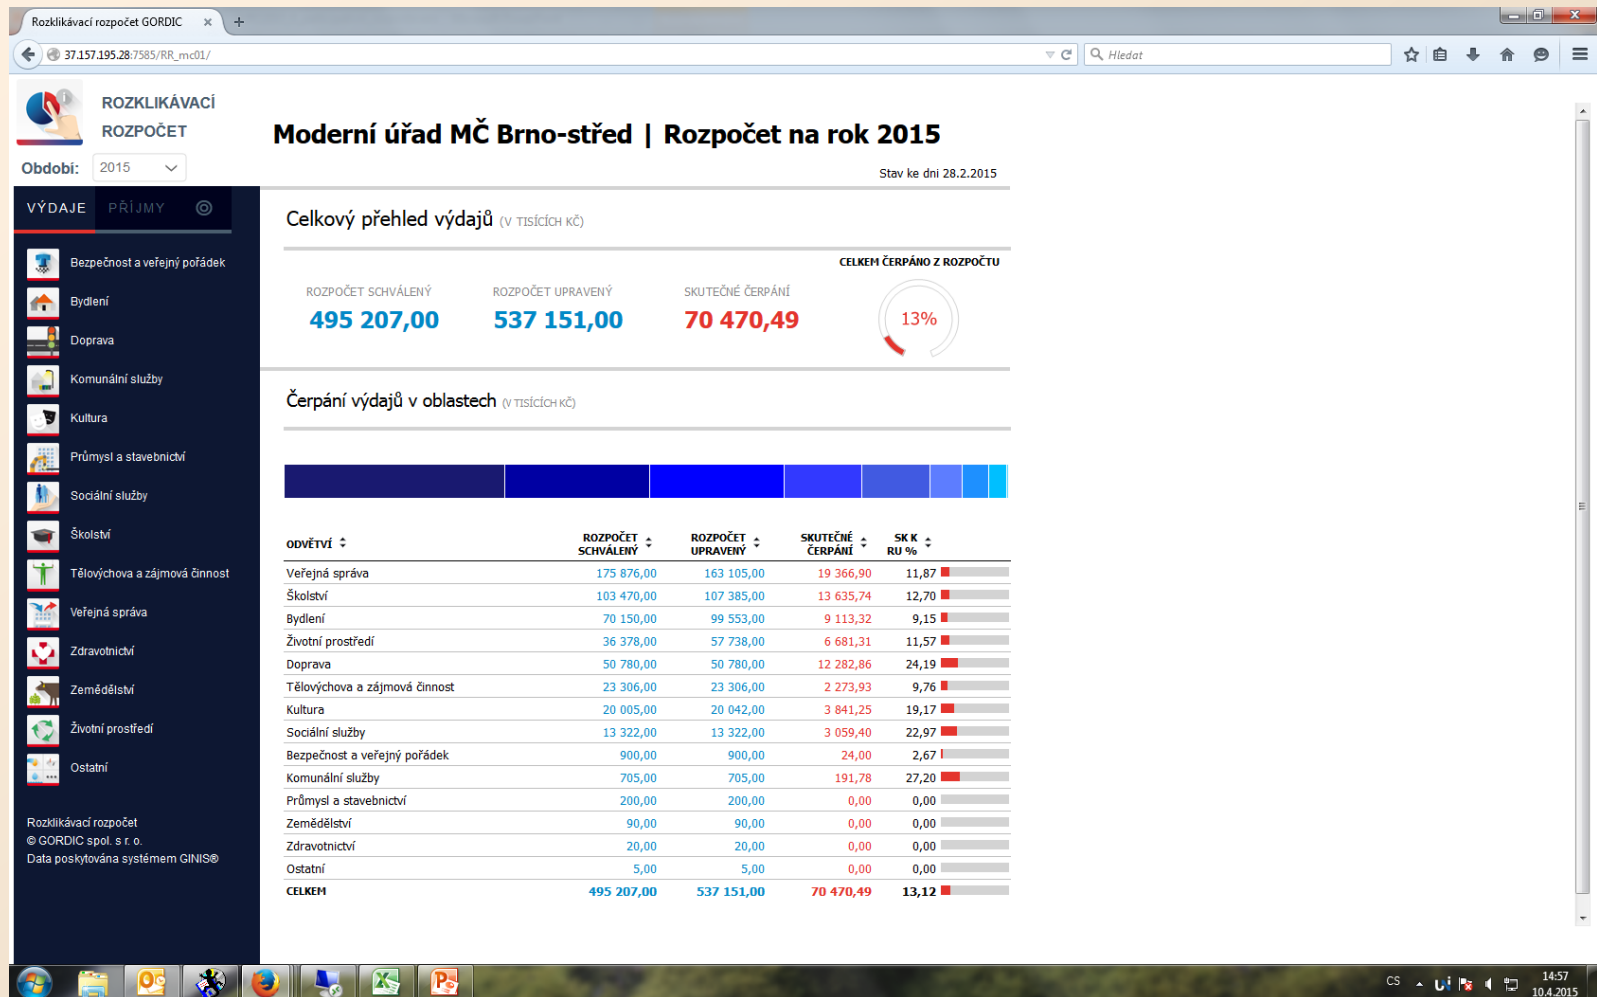 Rozklikávací rozpočet GORDIC × +
37.157.195.28:7585/RR_mc01/
Hledat
ROZKLIKÁVACÍ
ROZPOČET
Období: 2015
Moderní úřad MČ Brno-střed | Rozpočet na rok 2015
Stav ke dni 28.2.2015
VÝDAJE PŘÍJMY
Bezpečnost a veřejný pořádek
Bydlení
Doprava
Komunální služby
Kultura
Průmysl a stavebnictví
Sociální služby
Školství
Tělovýchova a zájmová činnost
Veřejná správa
Zdravotnictví
Zemědělství
Životní prostředí
Ostatní
Rozklikávací rozpočet
© GORDIC spol. s r. o.
Data poskytována systémem GINIS®
Celkový přehled výdajů (V TISÍCÍCH KČ)
CELKEM ČERPÁNO Z ROZPOČTU
ROZPOČET SCHVÁLENÝ ROZPOČET UPRAVENÝ SKUTEČNÉ ČERPÁNÍ
495 207,00 537 151,00 70 470,49 13%
Čerpání výdajů v oblastech (V TISÍCÍCH KČ)
ODVĚTVÍ ROZPOČET SCHVÁLENÝ ROZPOČET UPRAVENÝ SKUTEČNÉ ČERPÁNÍ SK K RU %
Veřejná správa 175 876,00 163 105,00 19 366,90 11,87
Školství 103 470,00 107 385,00 13 635,74 12,70
Bydlení 70 150,00 99 553,00 9 113,32 9,15
Životní prostředí 36 378,00 57 738,00 6 681,31 11,57
Doprava 50 780,00 50 780,00 12 282,86 24,19
Tělovýchova a zájmová činnost 23 306,00 23 306,00 2 273,93 9,76
Kultura 20 005,00 20 042,00 3 841,25 19,17
Sociální služby 13 322,00 13 322,00 3 059,40 22,97
Bezpečnost a veřejný pořádek 900,00 900,00 24,00 2,67
Komunální služby 705,00 705,00 191,78 27,20
Průmysl a stavebnictví 200,00 200,00 0,00 0,00
Zemědělství 90,00 90,00 0,00 0,00
Zdravotnictví 20,00 20,00 0,00 0,00
Ostatní 5,00 5,00 0,00 0,00
CELKEM 495 207,00 537 151,00 70 470,49 13,12
CS 14:57
10.4.2015